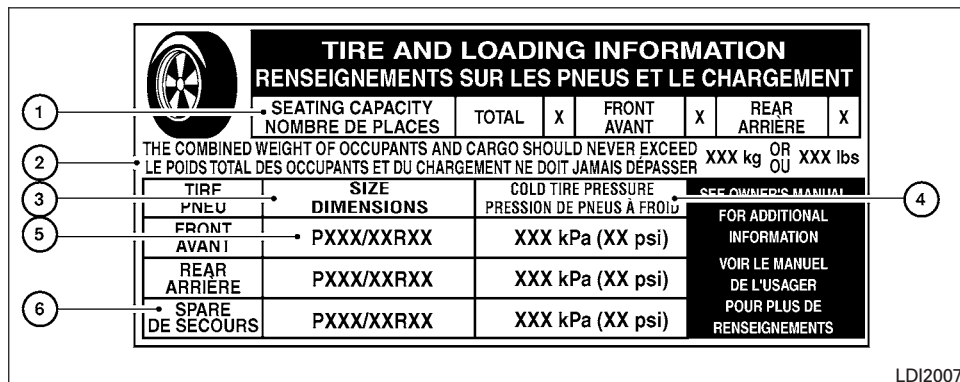 TIRE AND LOADING INFORMATION
RENSEIGNEMENTS SUR LES PNEUS ET LE CHARGEMENT
1
SEATING CAPACITY
NOMBRE DE PLACES
TOTAL
X
FRONT
AVANT
X
REAR
ARRIÈRE
X
2
THE COMBINED WEIGHT OF OCCUPANTS AND CARGO SHOULD NEVER EXCEED
LE POIDS TOTAL DES OCCUPANTS ET DU CHARGEMENT NE DOIT JAMAIS DÉPASSER
XXX kg
OR
OU
XXX lbs
3
TIRE
PNEU
SIZE
DIMENSIONS
COLD TIRE PRESSURE
PRESSION DE PNEUS À FROID
4
5
FRONT
AVANT
PXXX/XXRXX
XXX kPa (XX psi)
REAR
ARRIÈRE
PXXX/XXRXX
XXX kPa (XX psi)
6
SPARE
DE SECOURS
PXXX/XXRXX
XXX kPa (XX psi)
SEE OWNER'S MANUAL
FOR ADDITIONAL
INFORMATION
VOIR LE MANUEL
DE L'USAGER
POUR PLUS DE
RENSEIGNEMENTS
LDI2007